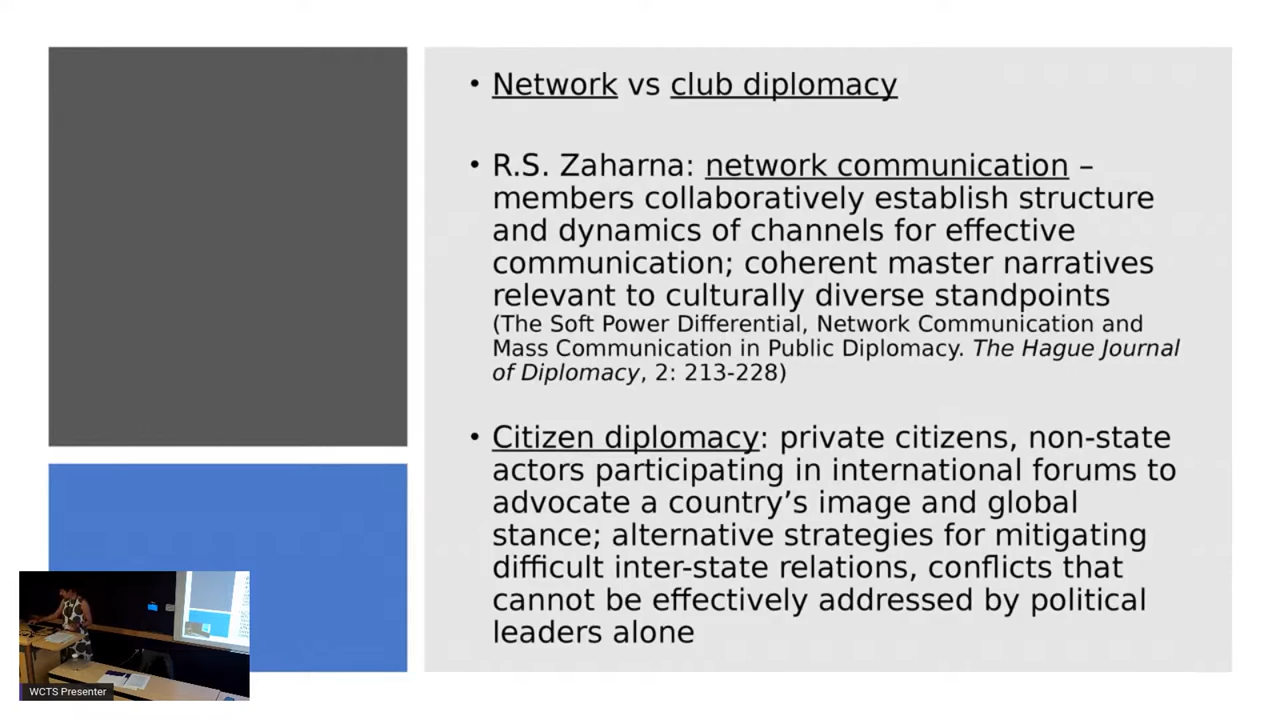 • Network vs club diplomacy
• R.S. Zaharna: network communication –
members collaboratively establish structure
and dynamics of channels for effective
communication; coherent master narratives
relevant to culturally diverse standpoints
(The Soft Power Differential, Network Communication and
Mass Communication in Public Diplomacy. The Hague Journal
of Diplomacy, 2: 213-228)
• Citizen diplomacy: private citizens, non-state
actors participating in international forums to
advocate a country’s image and global
stance; alternative strategies for mitigating
difficult inter-state relations, conflicts that
cannot be effectively addressed by political
leaders alone
WCTS Presenter